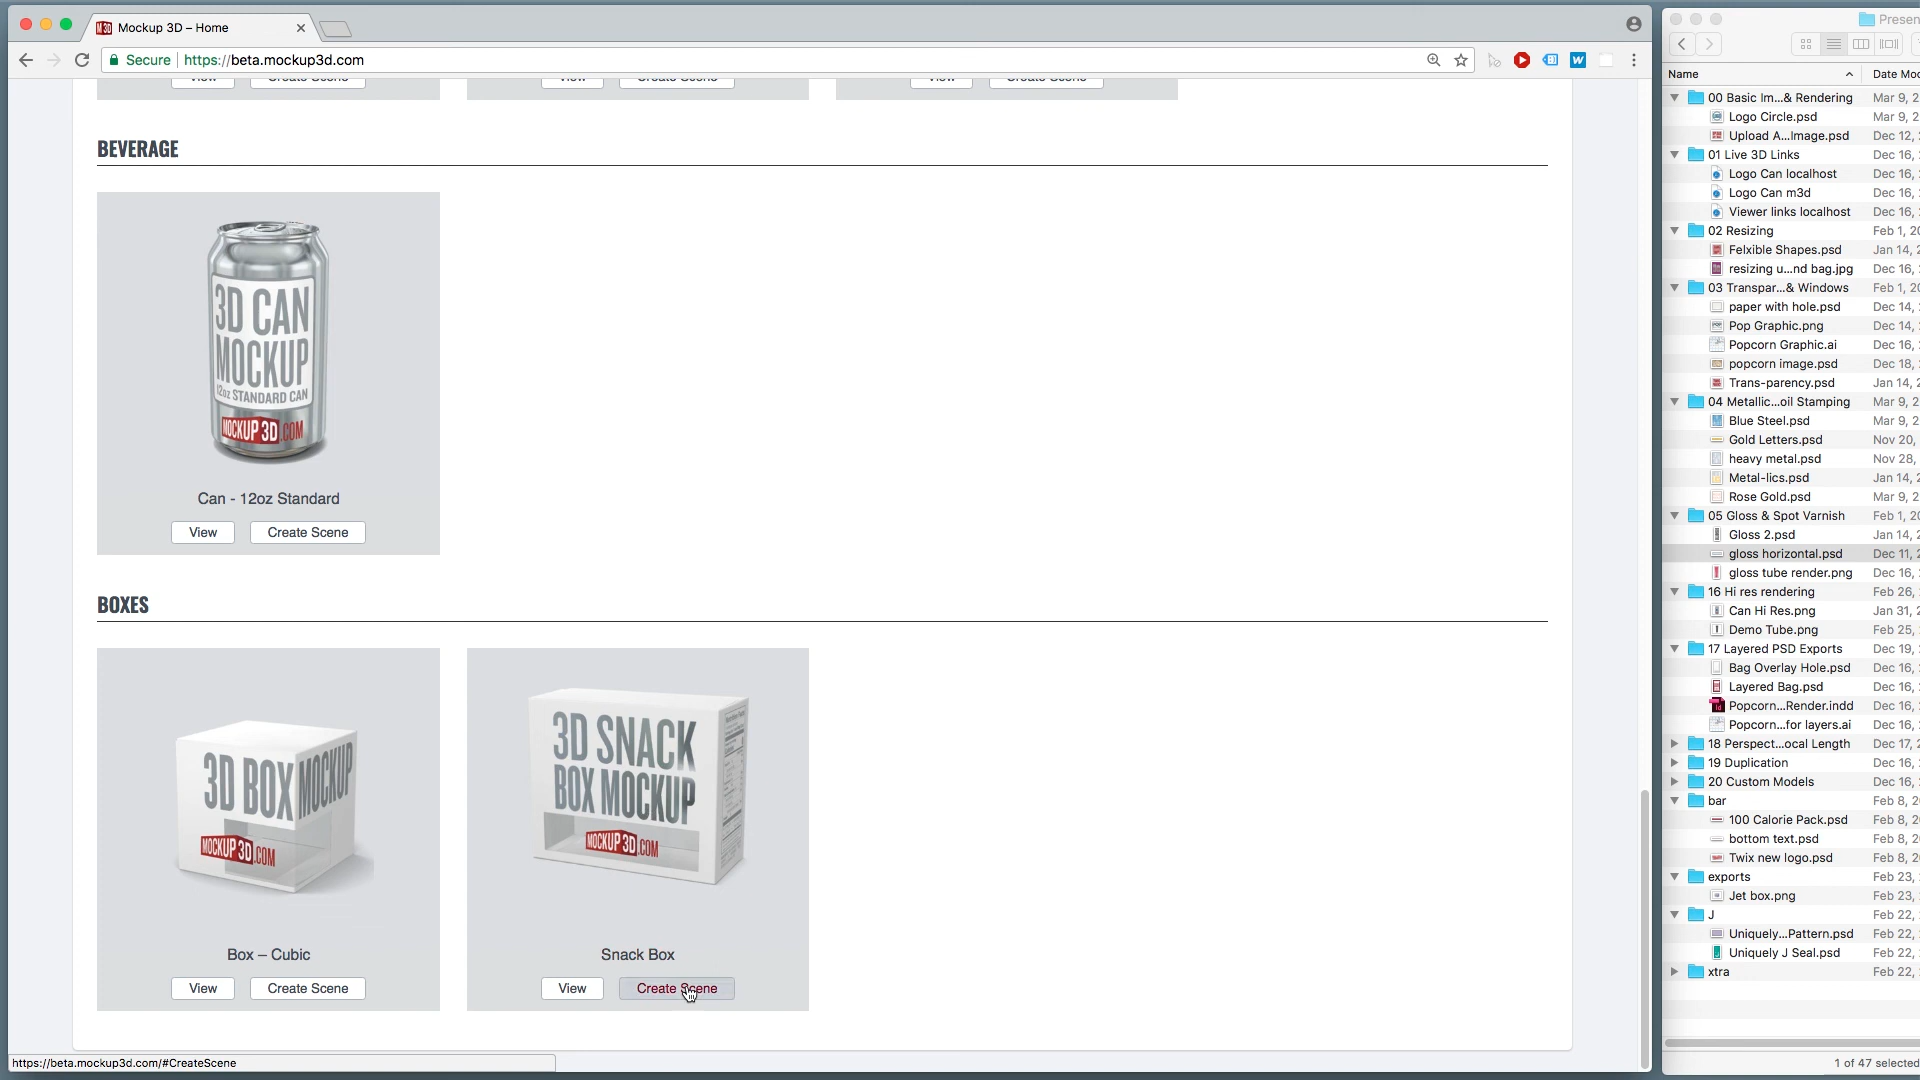 Mockup 3D – Home
Secure
https://beta.mockup3d.com
View
Create Scene
View
Create Scene
View
Create Scene
BEVERAGE
3D CAN
MOCKUP
12oz STANDARD CAN
MOCKUP 3D.COM
Can - 12oz Standard
View
Create Scene
BOXES
3D BOX MOCKUP
MOCKUP 3D.COM
3D SNACK
BOX MOCKUP
MOCKUP 3D.COM
Box – Cubic
View
Create Scene
Snack Box
View
Create Scene
https://beta.mockup3d.com/#CreateScene
Presen
Name
Date Mo
00 Basic Im...& Rendering Mar 9, 2
Logo Circle.psd Mar 9, 2
Upload A...Image.psd Dec 12,
01 Live 3D Links Dec 16,
Logo Can localhost Dec 16,
Logo Can m3d Dec 16,
Viewer links localhost Dec 16,
02 Resizing Feb 1, 20
Felxible Shapes.psd Jan 14, 2
resizing u...nd bag.jpg Dec 16,
03 Transpar...& Windows Feb 1, 20
paper with hole.psd Dec 14,
Pop Graphic.png Dec 14,
Popcorn Graphic.ai Dec 16,
popcorn image.psd Dec 18,
Trans-parency.psd Jan 14, 2
04 Metallic...oil Stamping Mar 9, 2
Blue Steel.psd Mar 9, 2
Gold Letters.psd Nov 20,
heavy metal.psd Nov 28,
Metal-lics.psd Jan 14, 2
Rose Gold.psd Mar 9, 2
05 Gloss & Spot Varnish Feb 1, 20
Gloss 2.psd Jan 14, 2
gloss horizontal.psd Dec 11, 2
gloss tube render.png Dec 16,
16 Hi res rendering Feb 26,
Can Hi Res.png Jan 31, 2
Demo Tube.png Feb 25,
17 Layered PSD Exports Dec 19,
Bag Overlay Hole.psd Dec 16,
Layered Bag.psd Dec 16,
Popcorn...Render.indd Dec 16,
Popcorn...for layers.ai Dec 16,
18 Perspect...ocal Length Dec 17, 2
19 Duplication Dec 16,
20 Custom Models Dec 16,
bar Feb 8, 2
100 Calorie Pack.psd Feb 8, 2
bottom text.psd Feb 8, 2
Twix new logo.psd Feb 8, 2
exports Feb 23,
Jet box.png Feb 23,
J Feb 22,
Uniquely...Pattern.psd Feb 22,
Uniquely J Seal.psd Feb 22,
xtra Feb 22,
1 of 47 selected